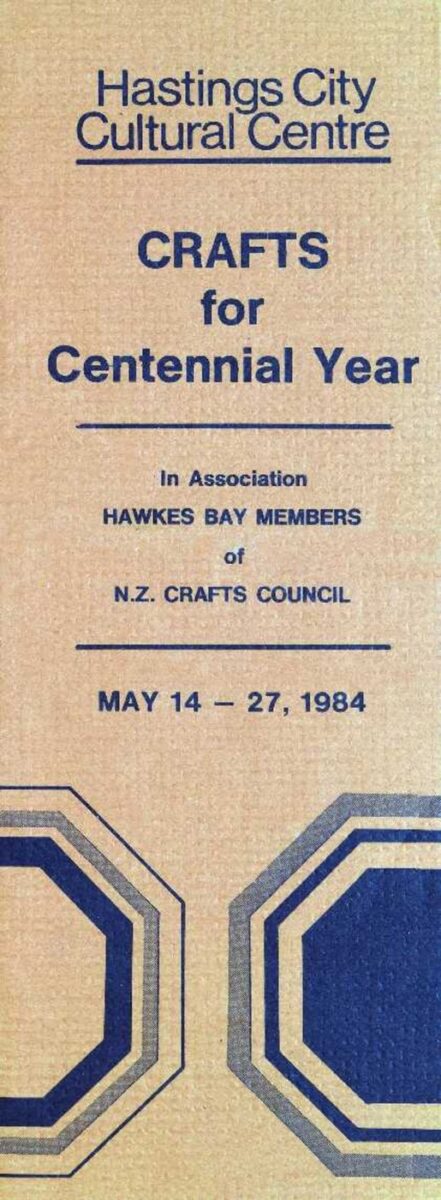 Hastings City
Cultural Centre
CRAFTS
for
Centennial Year
In Association
HAWKES BAY MEMBERS
of
N.Z. CRAFTS COUNCIL
MAY 14 – 27, 1984